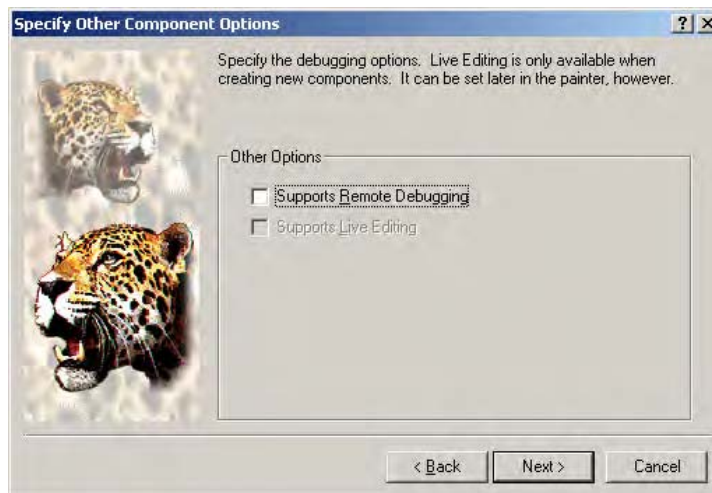 Specify Other Component Options
Specify the debugging options. Live Editing is only available when
creating new components. It can be set later in the painter, however.
Other Options
Supports Remote Debugging
Supports Live Editing
< Back
Next >
Cancel